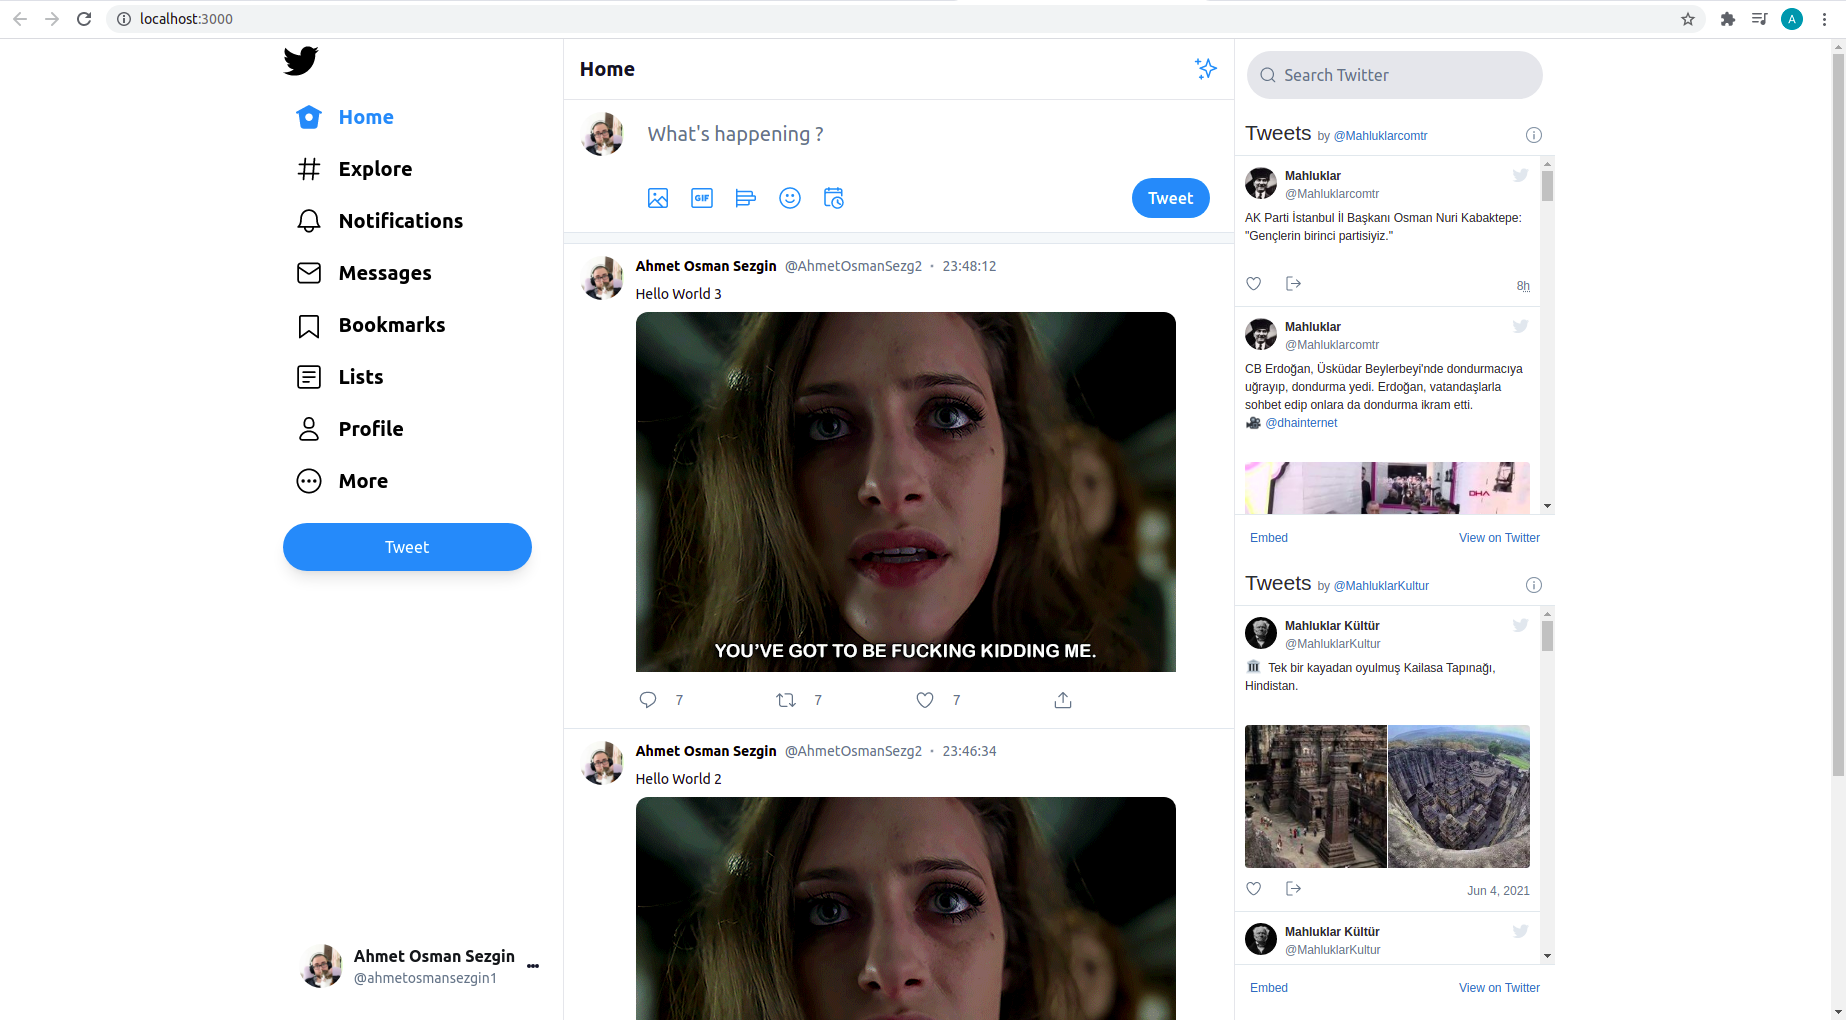 localhost:3000
A
Home
Explore
Notifications
Messages
Bookmarks
Lists
Profile
More
Tweet
Ahmet Osman Sezgin
@ahmetosmansezgin1
Home
What's happening ?
GIF
Tweet
Ahmet Osman Sezgin @AhmetOsmanSezg2 · 23:48:12
Hello World 3
YOU'VE GOT TO BE FUCKING KIDDING ME.
7 7 7
Ahmet Osman Sezgin @AhmetOsmanSezg2 · 23:46:34
Hello World 2
Search Twitter
Tweets by @Mahluklarcomtr
Mahluklar
@Mahluklarcomtr
AK Parti İstanbul İl Başkanı Osman Nuri Kabaktepe:
"Gençlerin birinci partisiyiz."
8h
Mahluklar
@Mahluklarcomtr
CB Erdoğan, Üsküdar Beylerbeyi'nde dondurmacıya
uğrayıp, dondurma yedi. Erdoğan, vatandaşlarla
sohbet edip onlara da dondurma ikram etti.
@dhainternet
DHA
Embed View on Twitter
Tweets by @MahluklarKultur
Mahluklar Kültür
@MahluklarKultur
Tek bir kayadan oyulmuş Kailasa Tapınağı,
Hindistan.
Jun 4, 2021
Mahluklar Kültür
@MahluklarKultur
Embed View on Twitter